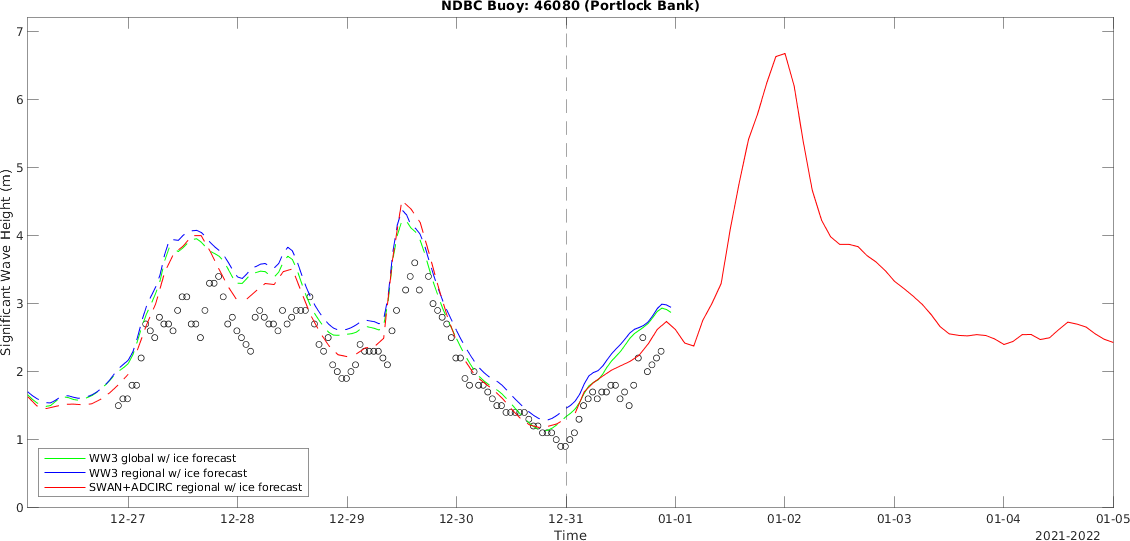 NDBC Buoy: 46080 (Portlock Bank)
7
6
5
4
3
2
1
0
Significant Wave Height (m)
WW3 global w/ ice forecast
WW3 regional w/ ice forecast
SWAN+ADCIRC regional w/ ice forecast
12-27 12-28 12-29 12-30 12-31 01-01 01-02 01-03 01-04 01-05
Time
2021-2022